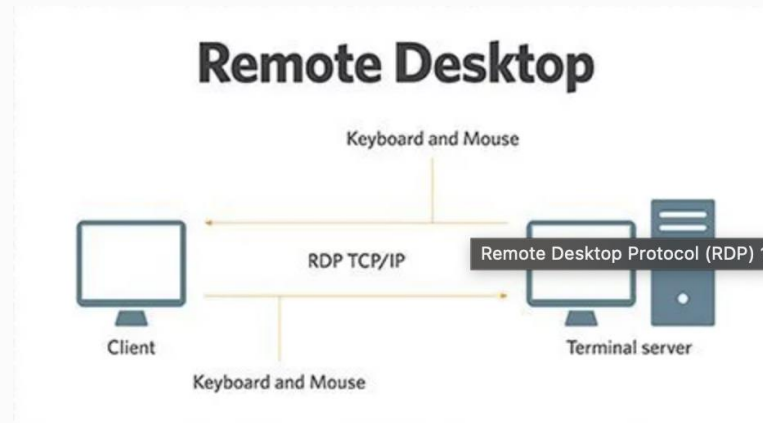 Remote Desktop
Keyboard and Mouse
RDP TCP/IP
Remote Desktop Protocol (RDP)
Client
Terminal server
Keyboard and Mouse